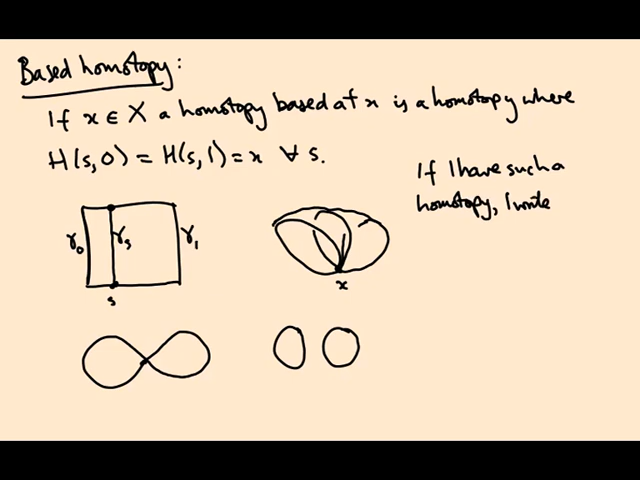 Based homotopy:
If x ∈ X a homotopy based at x is a homotopy where
H(s,0) = H(s,1) = x ∀ s.
If I have such a
homotopy, I write
γ₀ γₛ γ₁
s
x